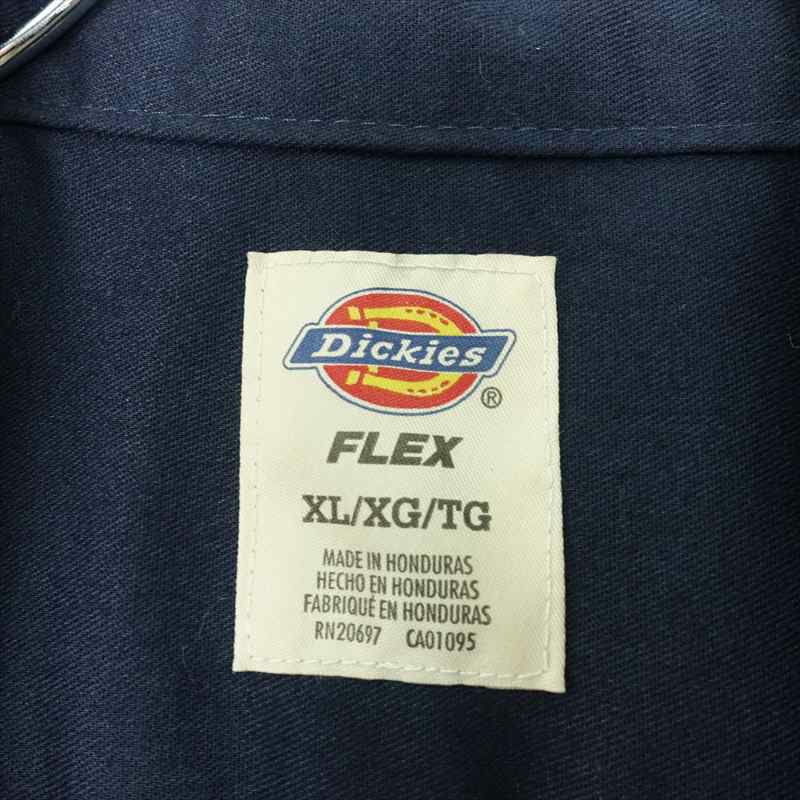 Dickies
®
FLEX
XL/XG/TG
MADE IN HONDURAS
HECHO EN HONDURAS
FABRIQUÉ EN HONDURAS
RN20697 CA01095